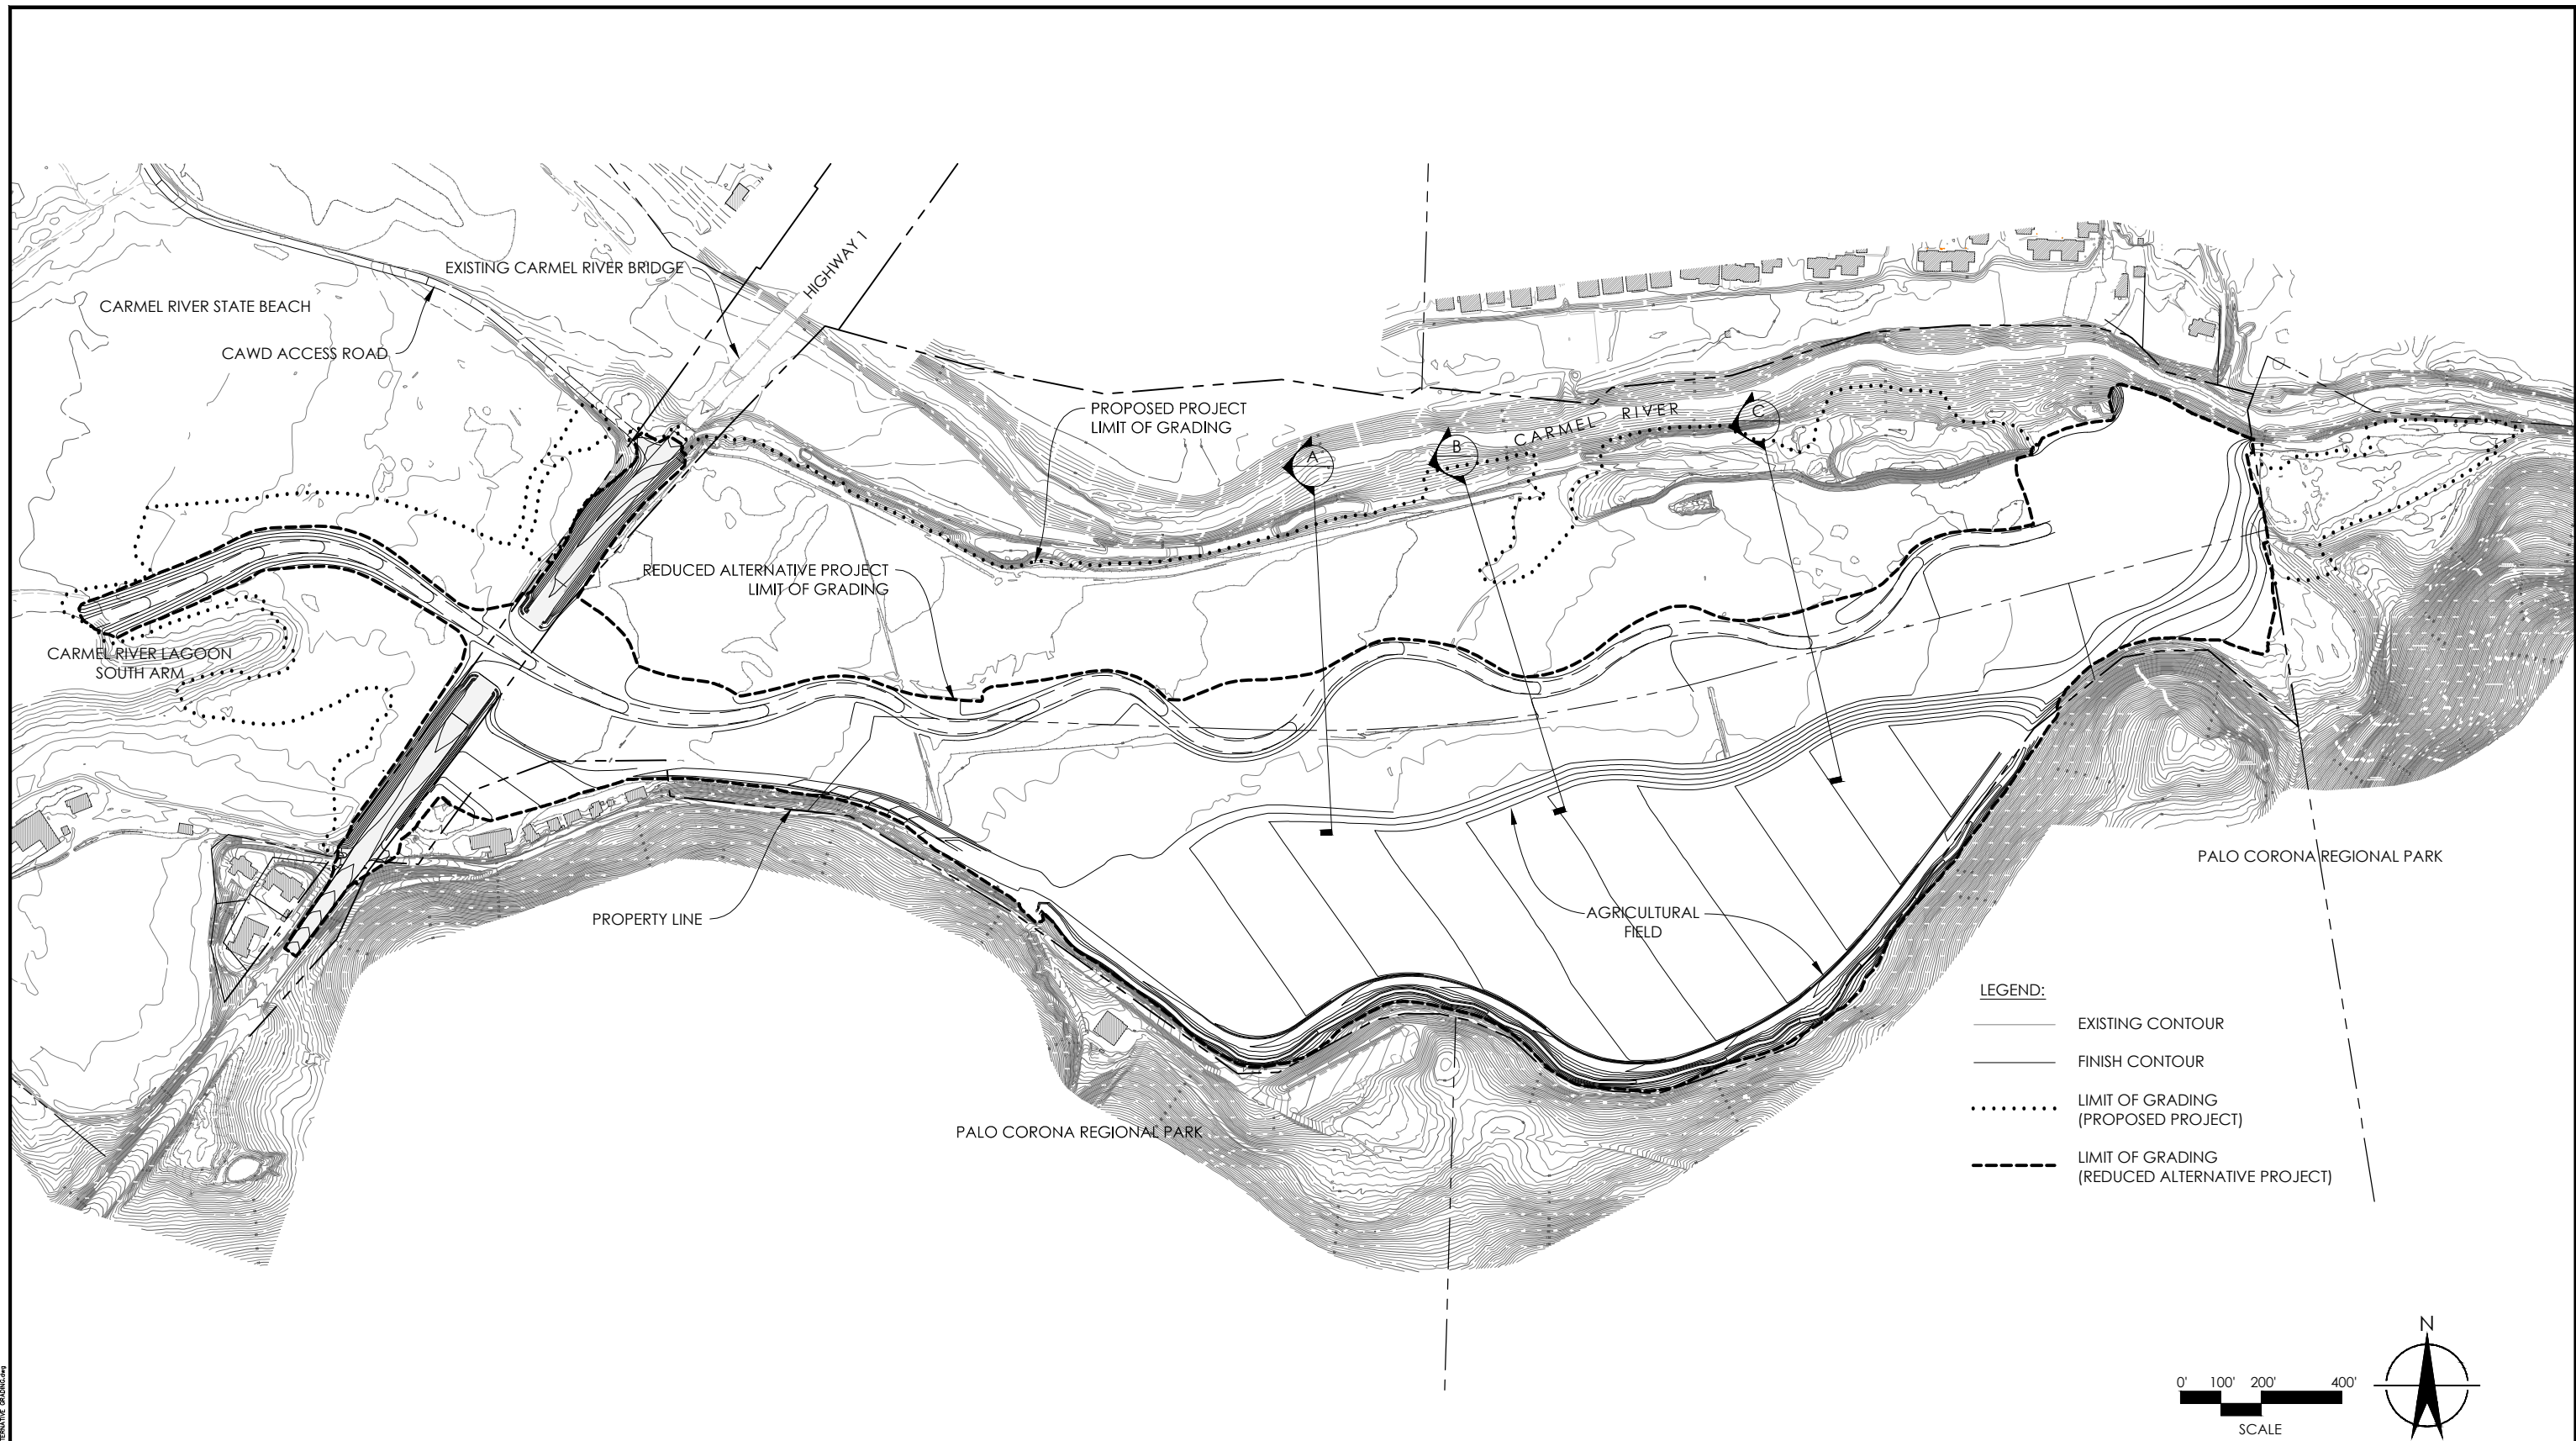 HIGHWAY 1
EXISTING CARMEL RIVER BRIDGE
CARMEL RIVER STATE BEACH
CAWD ACCESS ROAD
PROPOSED PROJECT
LIMIT OF GRADING
CARMEL RIVER
A
B
C
REDUCED ALTERNATIVE PROJECT
LIMIT OF GRADING
CARMEL RIVER LAGOON
SOUTH ARM
PROPERTY LINE
AGRICULTURAL
FIELD
PALO CORONA REGIONAL PARK
PALO CORONA REGIONAL PARK
LEGEND:
EXISTING CONTOUR
FINISH CONTOUR
LIMIT OF GRADING
(PROPOSED PROJECT)
LIMIT OF GRADING
(REDUCED ALTERNATIVE PROJECT)
N
0' 100' 200' 400'
SCALE
GRADING.dwg